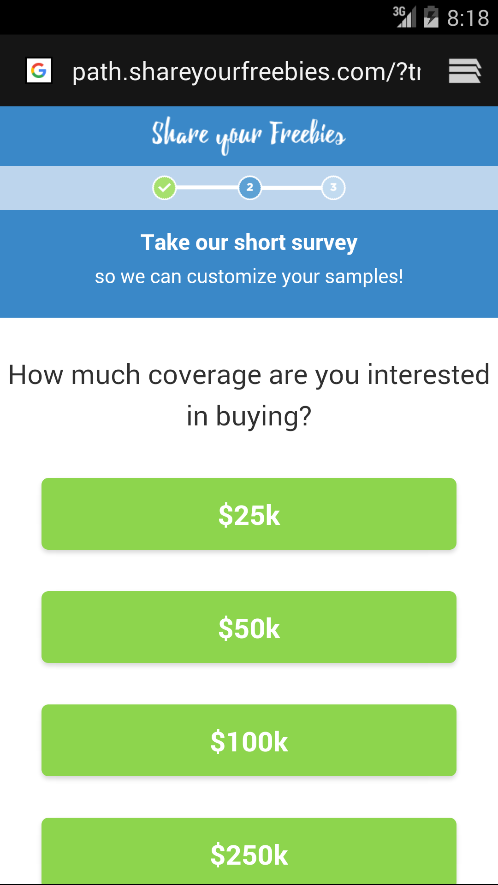 3G 8:18
G path.shareyourfreebies.com/?tr
Share your Freebies
2 3
Take our short survey
so we can customize your samples!
How much coverage are you interested
in buying?
$25k
$50k
$100k
$250k